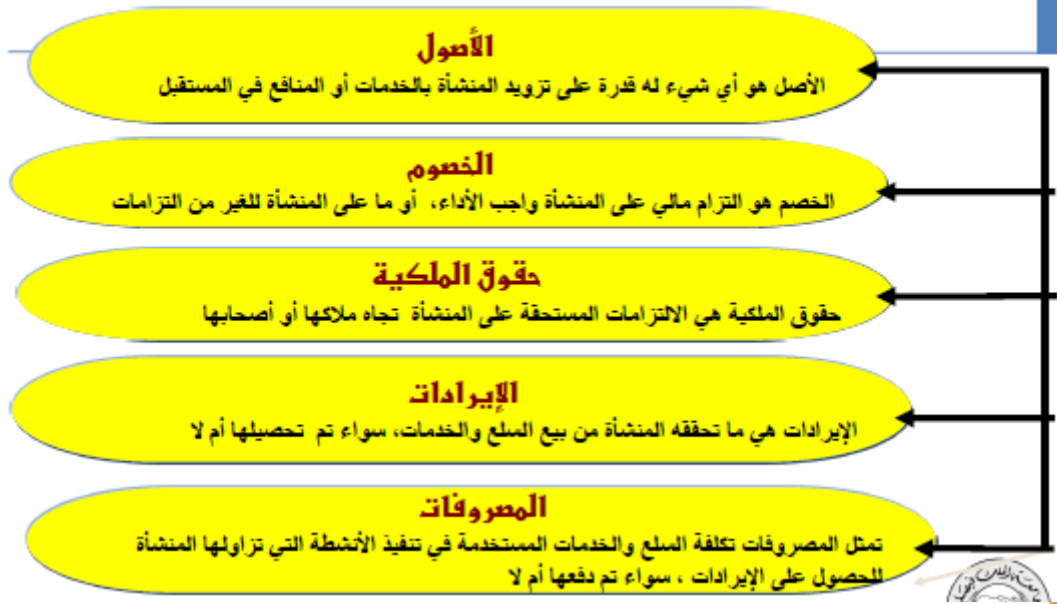 الأصول
الأصل هو أي شيء له قدرة على تزويد المنشأة بالخدمات أو المنافع في المستقبل
الخصوم
الخصم هو التزام مالي على المنشأة واجب الأداء، أو ما على المنشأة للغير من التزامات
حقوق الملكية
حقوق الملكية هي الالتزامات المستحقة على المنشأة تجاه ملاكها أو أصحابها
الإيرادات
الإيرادات هي ما تحققه المنشأة من بيع السلع والخدمات، سواء تم تحصيلها أم لا
المصروفات
تمثل المصروفات تكلفة السلع والخدمات المستخدمة في تنفيذ الأنشطة التي تزاولها المنشأة
للحصول على الإيرادات ، سواء تم دفعها أم لا